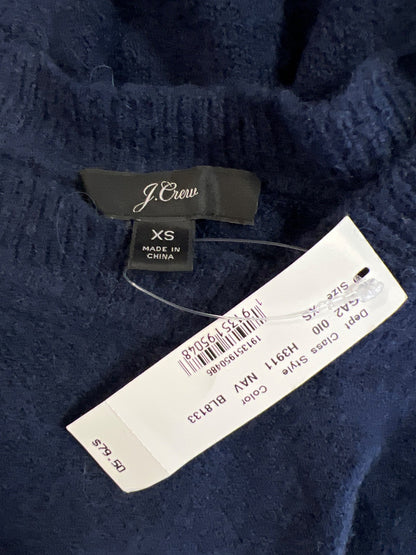 J.Crew
XS
MADE IN
CHINA
Size
XS
Dept Class Style
GA2 010 H3911
Color
NAV BL8133
191351950486
19135195048
$79.50